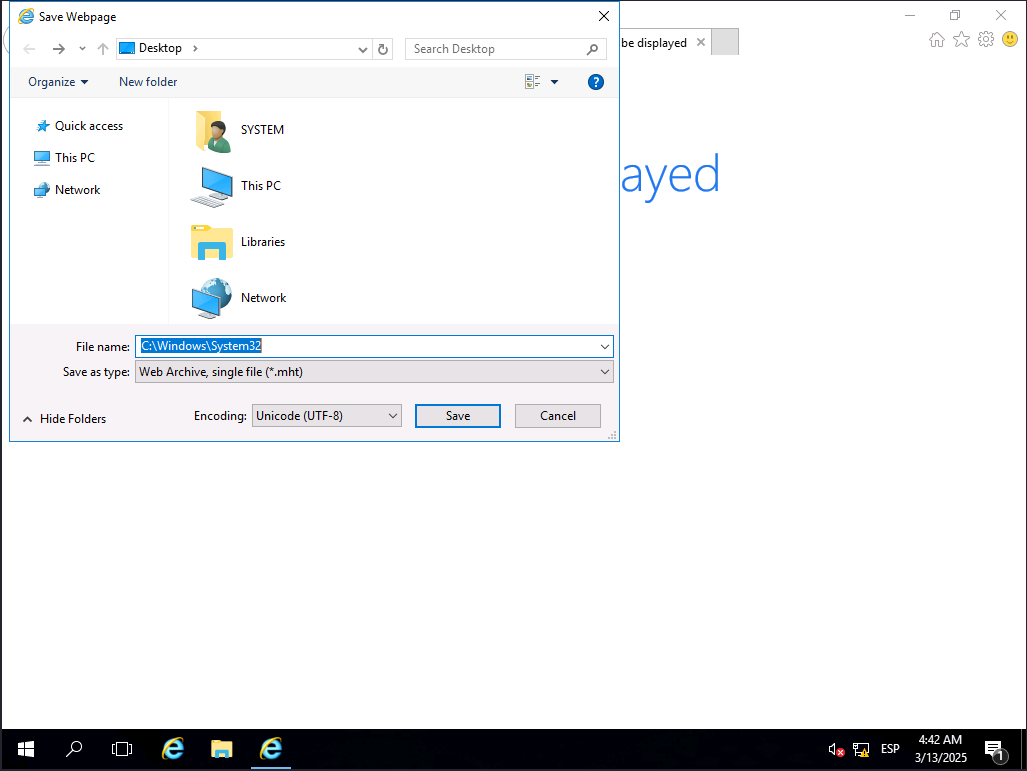 Save Webpage
Desktop
Search Desktop
be displayed
Organize
New folder
?
Quick access
This PC
Network
SYSTEM
This PC
Libraries
Network
ayed
File name:
C:\Windows\System32
Save as type:
Web Archive, single file (*.mht)
Hide Folders
Encoding:
Unicode (UTF-8)
Save
Cancel
ESP
4:42 AM
3/13/2025
1